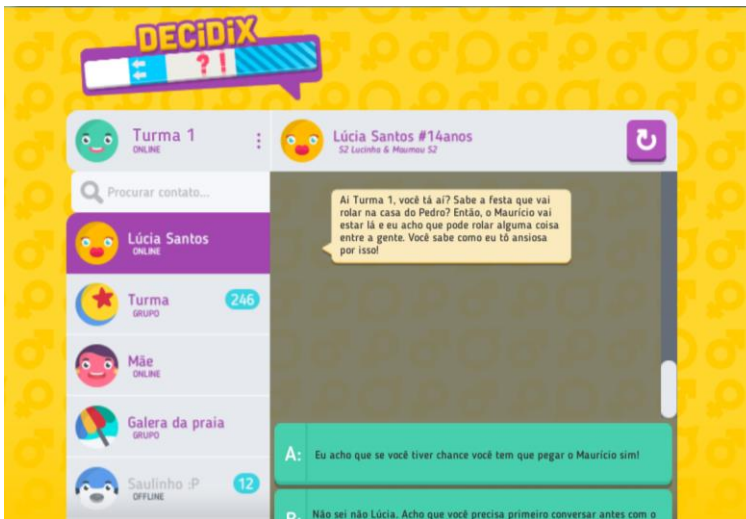 DECiDiX
? !
Turma 1
ONLINE
Procurar contato...
Lúcia Santos
ONLINE
Turma
GRUPO
246
Mãe
ONLINE
Galera da praia
GRUPO
Saulinho :P
OFFLINE
12
Lúcia Santos #14anos
S2 Lucinha & Maumau S2
Ai Turma 1, você tá aí? Sabe a festa que vai
rolar na casa do Pedro? Então, o Maurício vai
estar lá e eu acho que pode rolar alguma coisa
entre a gente. Você sabe como eu tô ansiosa
por isso!
A: Eu acho que se você tiver chance você tem que pegar o Maurício sim!
B: Não sei não Lúcia. Acho que você precisa primeiro conversar antes com o